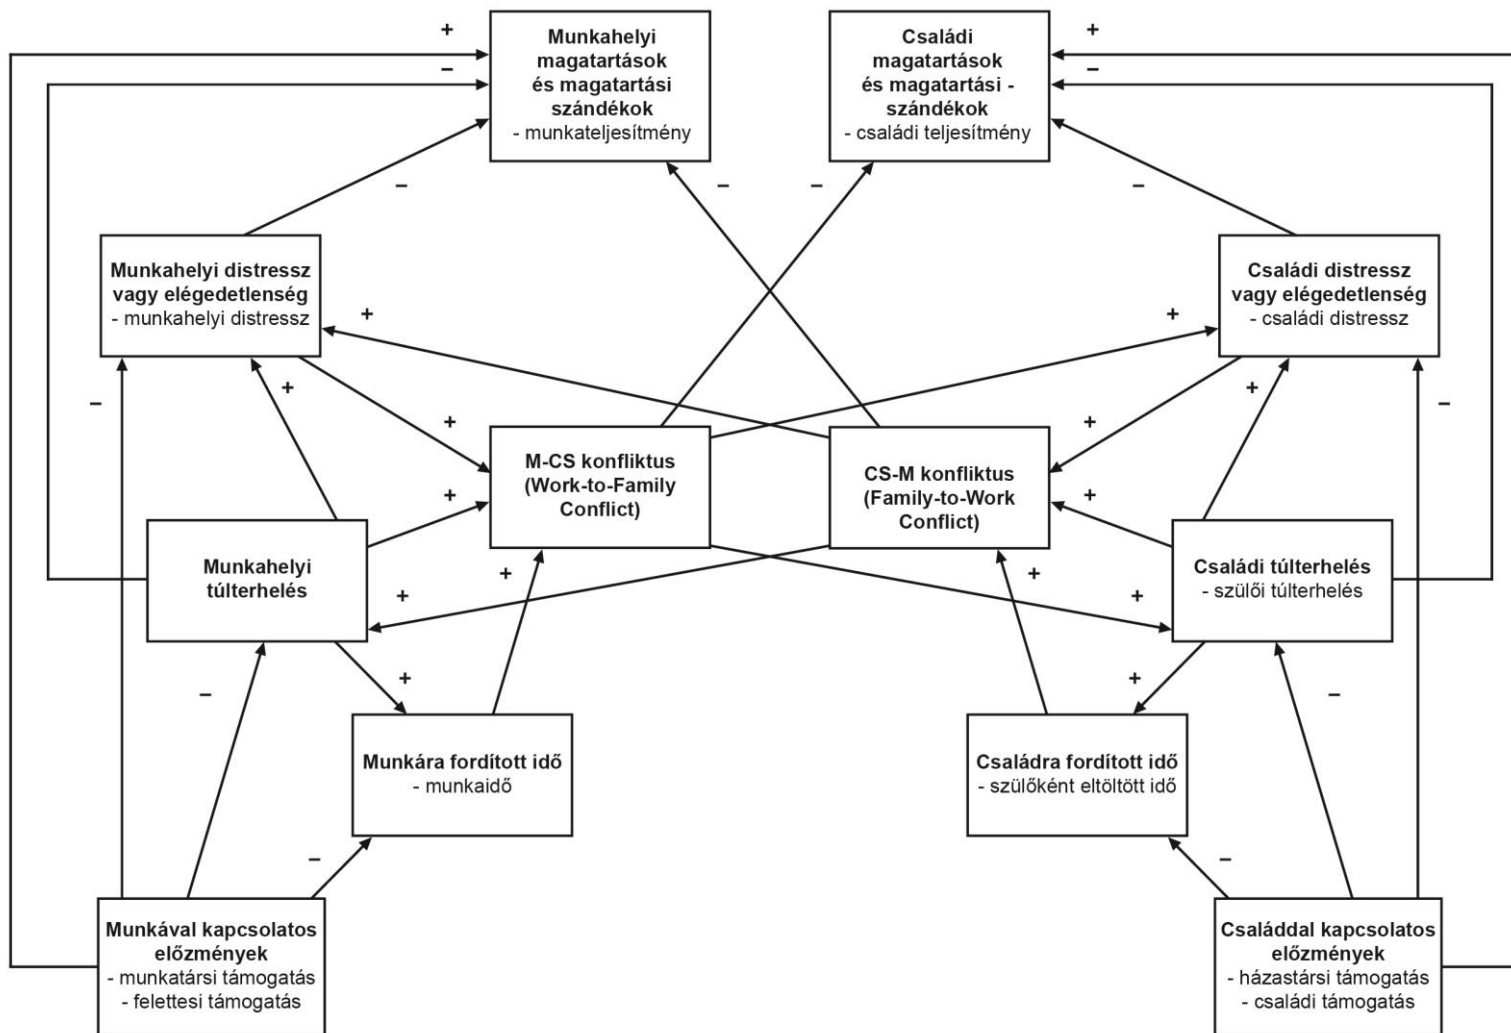 Munkahelyi
magatartások
és magatartási
szándékok
- munkateljesítmény
Családi
magatartások
és magatartási -
szándékok
- családi teljesítmény
+
−
+
−
−
−
−
−
Munkahelyi distressz
vagy elégedetlenség
- munkahelyi distressz
Családi distressz
vagy elégedetlenség
- családi distressz
+
+
−
+
+
+
+
−
M-CS konfliktus
(Work-to-Family
Conflict)
CS-M konfliktus
(Family-to-Work
Conflict)
+
+
Munkahelyi
túlterhelés
Családi túlterhelés
- szülői túlterhelés
+
+
+
+
−
+
+
−
Munkára fordított idő
- munkaidő
Családra fordított idő
- szülőként eltöltött idő
−
−
Munkával kapcsolatos
előzmények
- munkatársi támogatás
- felettesi támogatás
Családdal kapcsolatos
előzmények
- házastársi támogatás
- családi támogatás